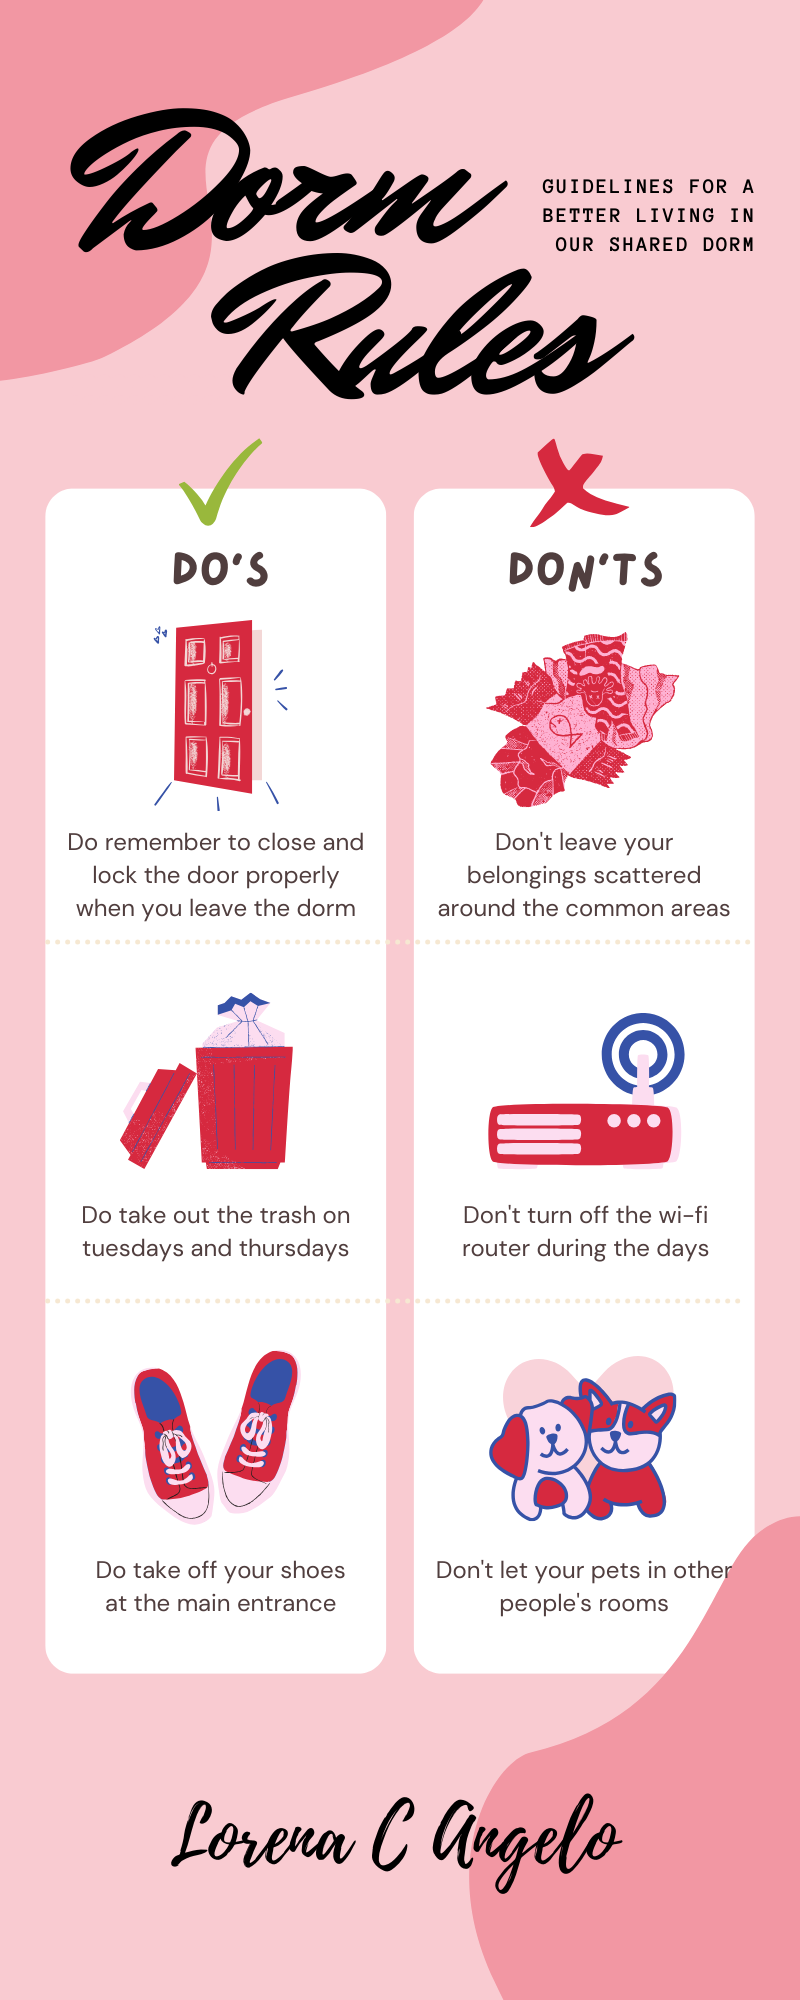 Dorm
Rules
GUIDELINES FOR A
BETTER LIVING IN
OUR SHARED DORM
DO'S
Do remember to close and
lock the door properly
when you leave the dorm
Do take out the trash on
tuesdays and thursdays
Do take off your shoes
at the main entrance
DON'TS
Don't leave your
belongings scattered
around the common areas
Don't turn off the wi-fi
router during the days
Don't let your pets in other
people's rooms
Lorena C Angelo